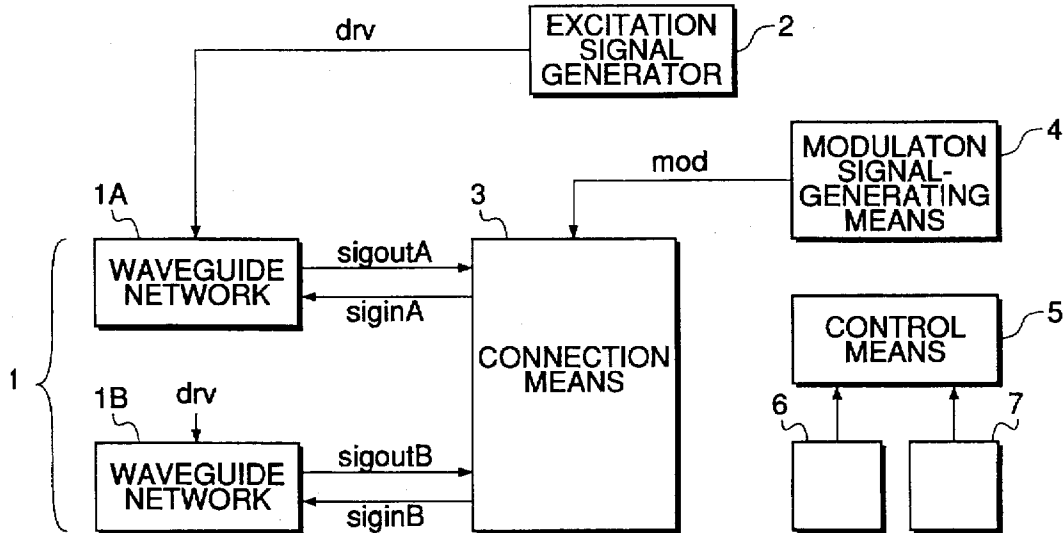 drv
EXCITATION
SIGNAL
GENERATOR
2
MODULATON
SIGNAL-
GENERATING
MEANS
4
mod
1A
3
WAVEGUIDE
NETWORK
sigoutA
siginA
CONNECTION
MEANS
CONTROL
MEANS
5
1
1B
drv
WAVEGUIDE
NETWORK
sigoutB
siginB
6
7